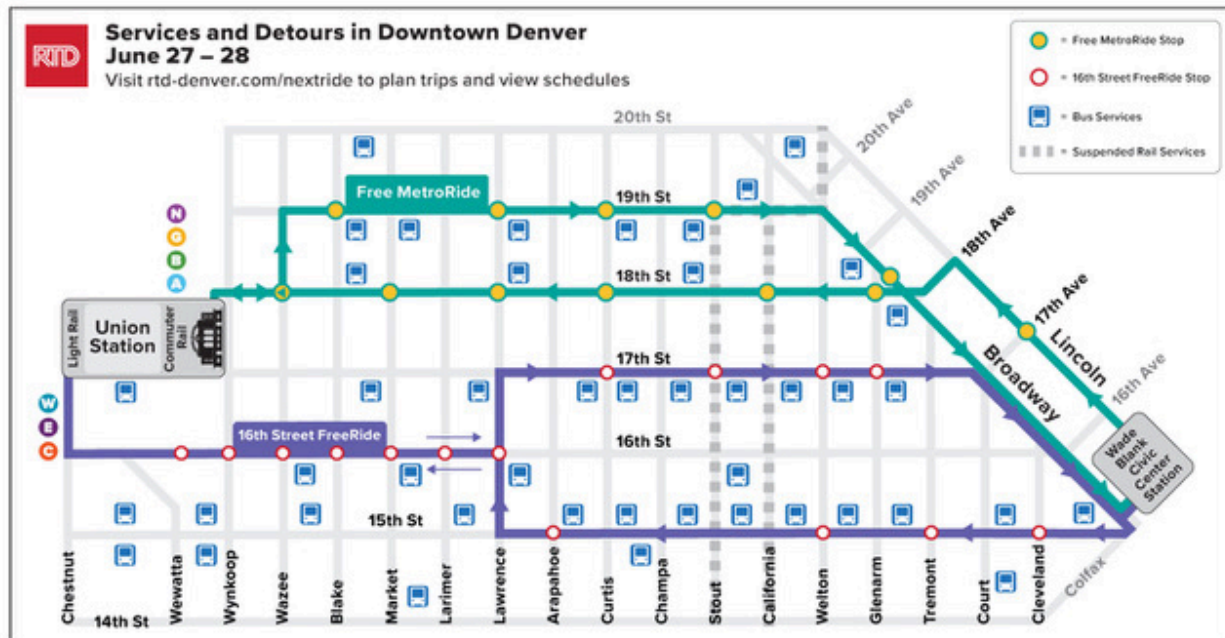 RTD
Services and Detours in Downtown Denver
June 27 – 28
Visit rtd-denver.com/nextride to plan trips and view schedules
= Free MetroRide Stop
= 16th Street FreeRide Stop
= Bus Services
= Suspended Rail Services
20th St
20th Ave
19th Ave
18th Ave
17th Ave
16th Ave
Free MetroRide
19th St
N
G
B
A
18th St
Light Rail
Union
Station
Commuter
Rail
17th St
Broadway
Lincoln
W
E
C
16th Street FreeRide
16th St
Wade
Blank
Civic
Center
Station
15th St
Colfax
14th St
Chestnut
Wewatta
Wynkoop
Wazee
Blake
Market
Larimer
Lawrence
Arapahoe
Curtis
Champa
Stout
California
Welton
Glenarm
Tremont
Court
Cleveland